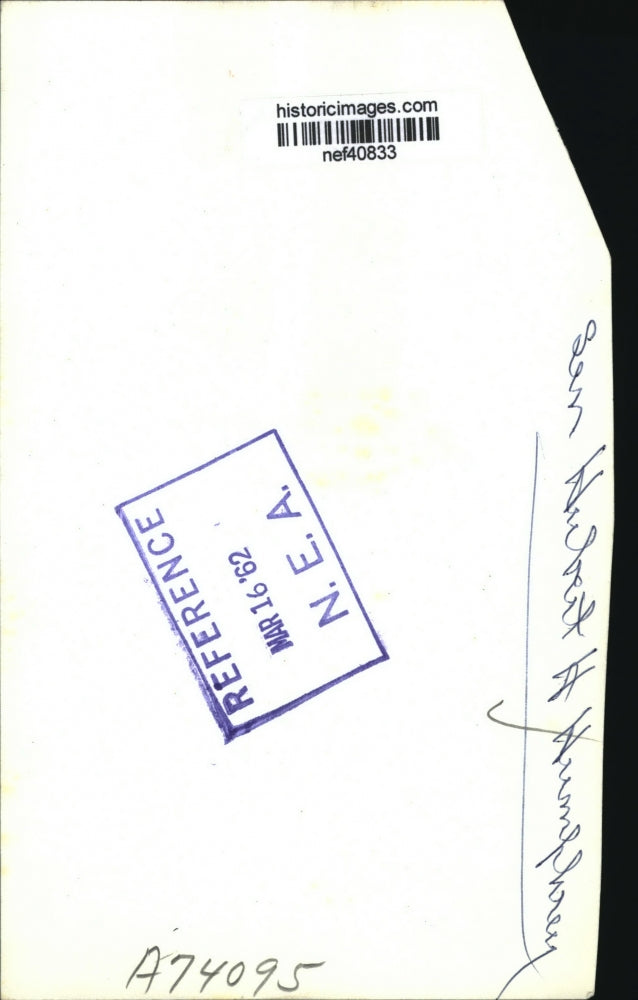 historicimages.com
nef40833
Sen Hubert H Humphrey
REFERENCE
MAR 16 '62
N. E. A.
A74095